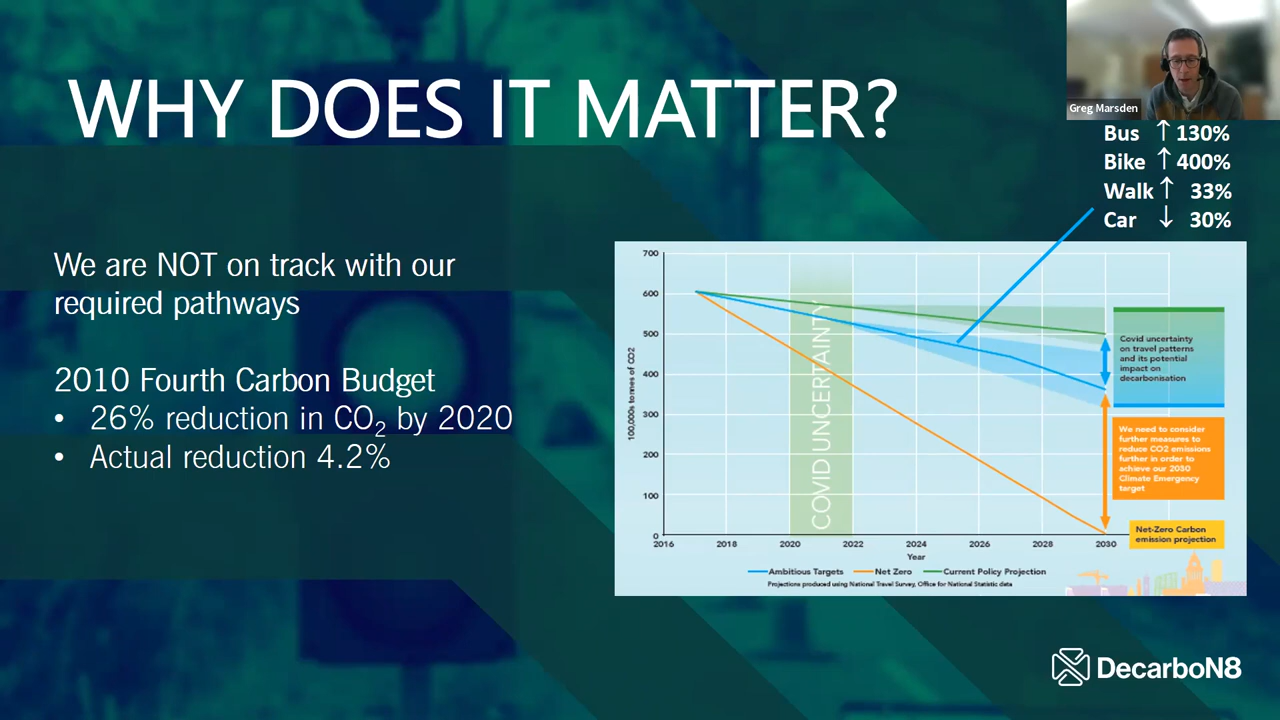 WHY DOES IT MATTER?
Greg Marsden
Bus ↑ 130%
Bike ↑ 400%
Walk ↑ 33%
Car ↓ 30%
We are NOT on track with our
required pathways
2010 Fourth Carbon Budget
• 26% reduction in CO2 by 2020
• Actual reduction 4.2%
700
600
500
400
300
200
100
0
100,000s tonnes of CO2
COVID UNCERTAINTY
2016 2018 2020 2022 2024 2026 2028 2030
Year
Ambitious Targets Net Zero Current Policy Projection
Projections produced using National Travel Survey, Office for National Statistic data
Covid uncertainty
on travel patterns
and its potential
impact on
decarbonisation
We need to consider
further measures to
reduce CO2 emissions
further in order to
achieve our 2030
Climate Emergency
target
Net-Zero Carbon
emission projection
DecarboN8